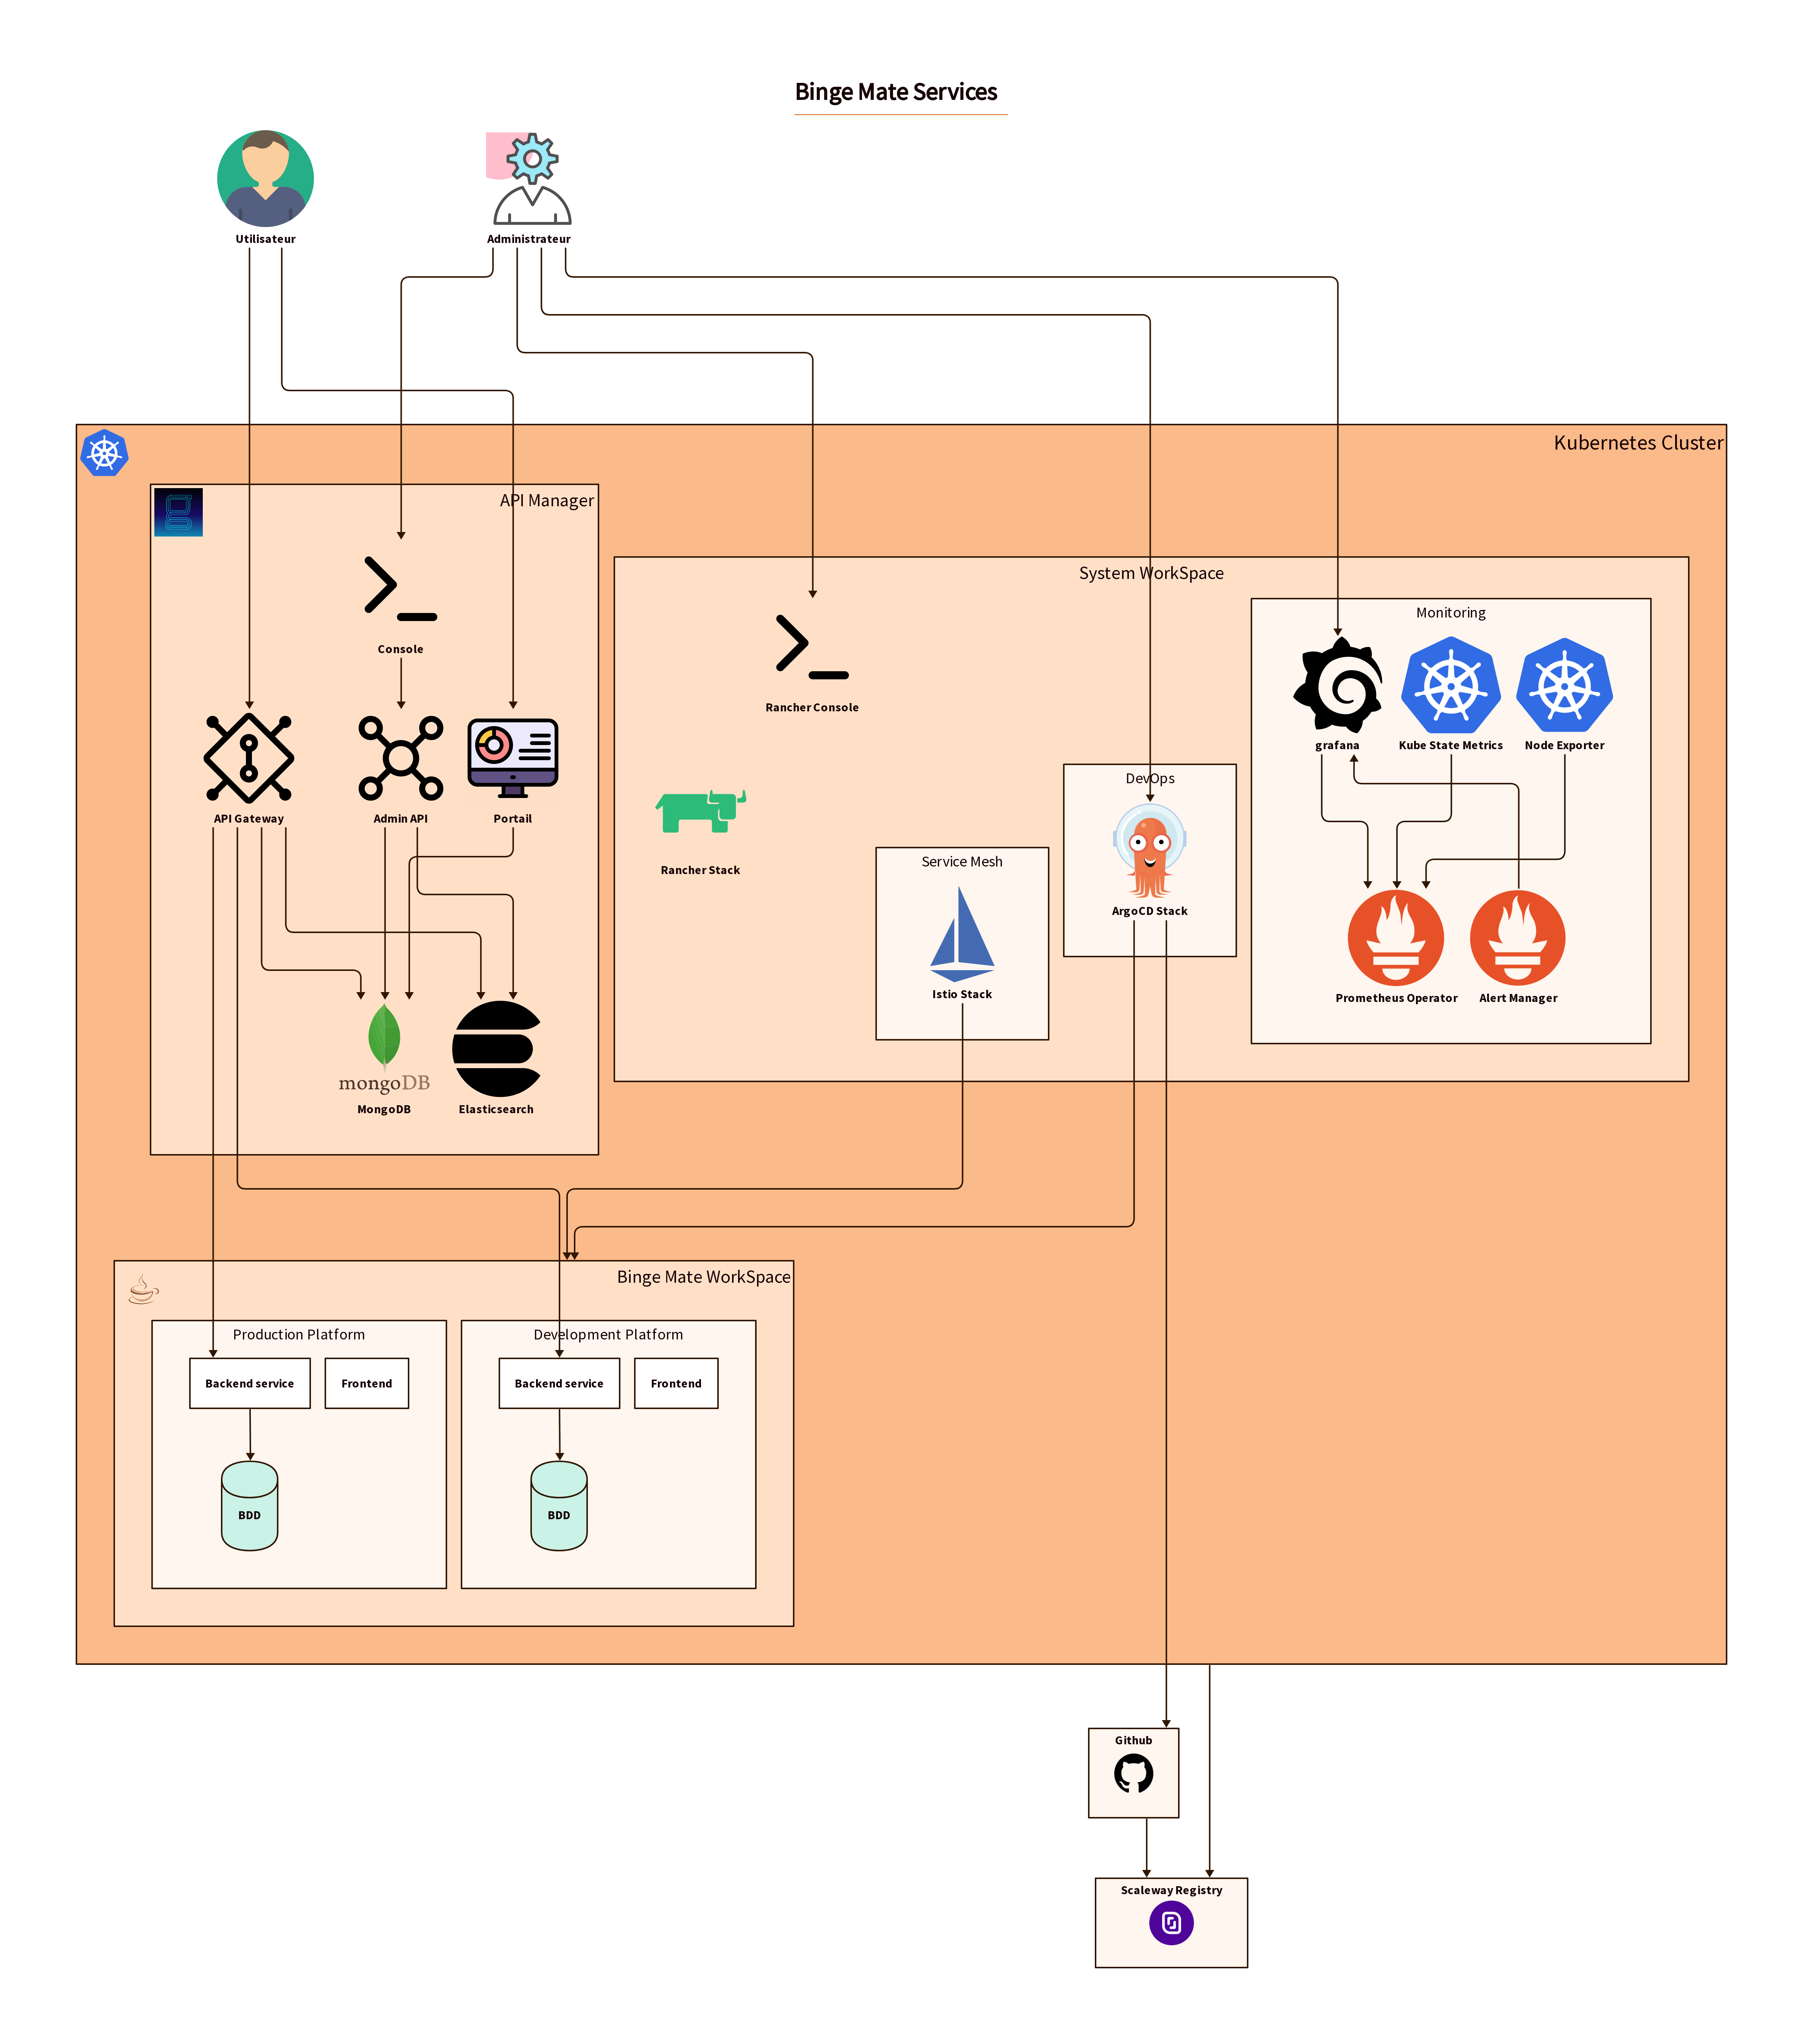 Binge Mate Services
Utilisateur
Administrateur
Kubernetes Cluster
API Manager
Console
API Gateway
Admin API
Portail
mongoDB
MongoDB
Elasticsearch
System WorkSpace
Rancher Console
Rancher Stack
Service Mesh
Istio Stack
DevOps
ArgoCD Stack
Monitoring
grafana
Kube State Metrics
Node Exporter
Prometheus Operator
Alert Manager
Binge Mate WorkSpace
Production Platform
Backend service
Frontend
BDD
Development Platform
Backend service
Frontend
BDD
Github
Scaleway Registry